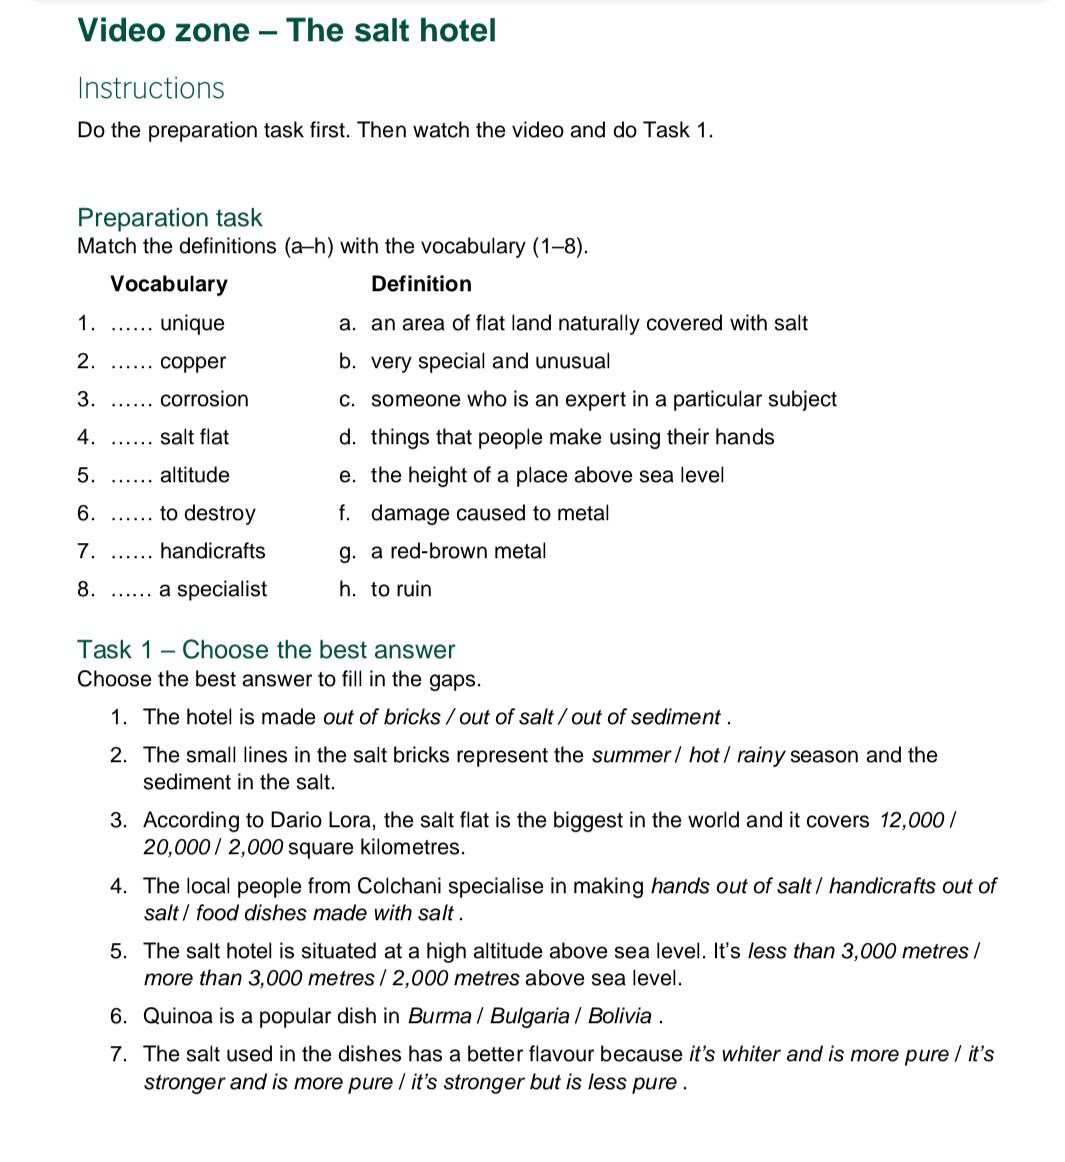 Video zone – The salt hotel
Instructions
Do the preparation task first. Then watch the video and do Task 1.
Preparation task
Match the definitions (a–h) with the vocabulary (1–8).
Vocabulary Definition
1. ...... unique a. an area of flat land naturally covered with salt
2. ...... copper b. very special and unusual
3. ...... corrosion c. someone who is an expert in a particular subject
4. ...... salt flat d. things that people make using their hands
5. ...... altitude e. the height of a place above sea level
6. ...... to destroy f. damage caused to metal
7. ...... handicrafts g. a red-brown metal
8. ...... a specialist h. to ruin
Task 1 – Choose the best answer
Choose the best answer to fill in the gaps.
1. The hotel is made out of bricks / out of salt / out of sediment .
2. The small lines in the salt bricks represent the summer / hot / rainy season and the
sediment in the salt.
3. According to Dario Lora, the salt flat is the biggest in the world and it covers 12,000 /
20,000 / 2,000 square kilometres.
4. The local people from Colchani specialise in making hands out of salt / handicrafts out of
salt / food dishes made with salt .
5. The salt hotel is situated at a high altitude above sea level. It's less than 3,000 metres /
more than 3,000 metres / 2,000 metres above sea level.
6. Quinoa is a popular dish in Burma / Bulgaria / Bolivia .
7. The salt used in the dishes has a better flavour because it's whiter and is more pure / it's
stronger and is more pure / it's stronger but is less pure .